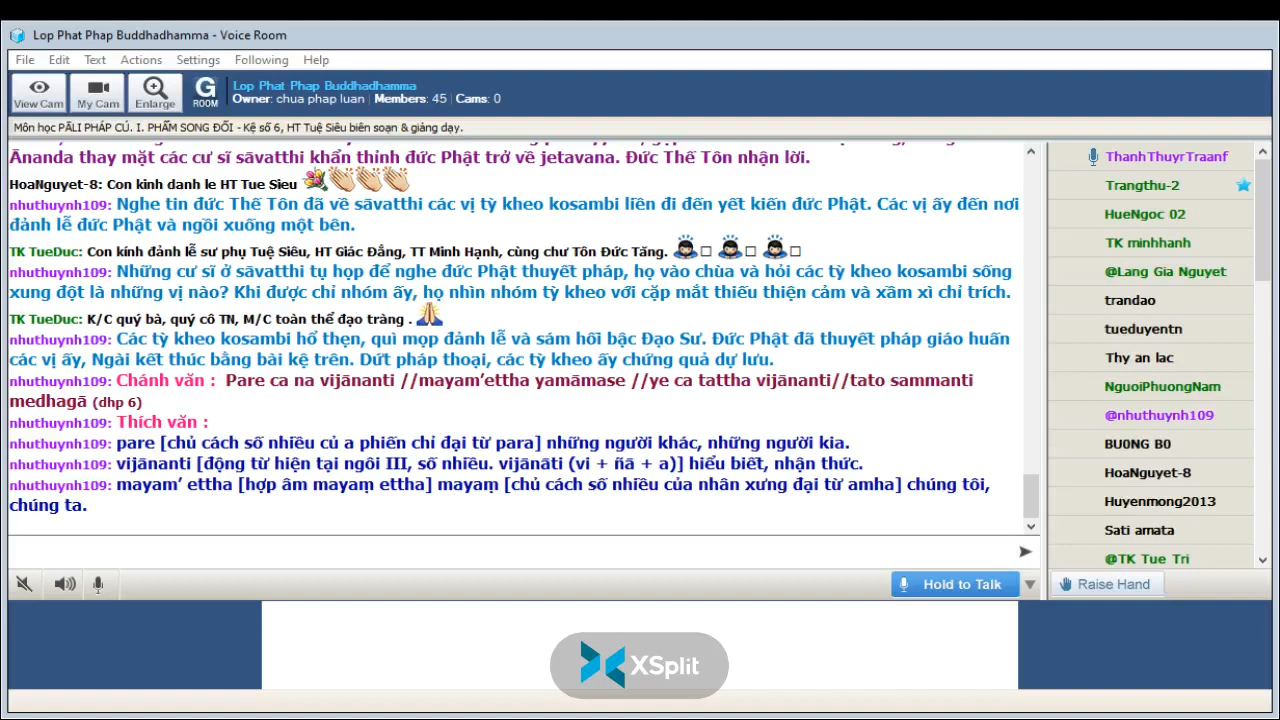 Lop Phat Phap Buddhadhamma - Voice Room
File Edit Text Actions Settings Following Help
View Cam My Cam Enlarge G ROOM
Lop Phat Phap Buddhadhamma
Owner: chua phap luan | Members: 45 | Cams: 0
Môn học PĀLI PHÁP CÚ. I. PHẨM SONG ĐỐI - Kệ số 6, HT Tuệ Siêu biên soạn & giảng dạy.
Ānanda thay mặt các cư sĩ sāvatthi khẩn thỉnh đức Phật trở về jetavana. Đức Thế Tôn nhận lời.
HoaNguyet-8: Con kinh danh le HT Tue Sieu
nhuthuynh109: Nghe tin đức Thế Tôn đã về sāvatthi các vị tỳ kheo kosambi liền đi đến yết kiến đức Phật. Các vị ấy đến nơi
đảnh lễ đức Phật và ngồi xuống một bên.
TK TueDuc: Con kính đảnh lễ sư phụ Tuệ Siêu, HT Giác Đẳng, TT Minh Hạnh, cùng chư Tôn Đức Tăng.
nhuthuynh109: Những cư sĩ ở sāvatthi tụ họp để nghe đức Phật thuyết pháp, họ vào chùa và hỏi các tỳ kheo kosambi sống
xung đột là những vị nào? Khi được chỉ nhóm ấy, họ nhìn nhóm tỳ kheo với cặp mắt thiếu thiện cảm và xầm xì chỉ trích.
TK TueDuc: K/C quý bà, quý cô TN, M/C toàn thể đạo tràng .
nhuthuynh109: Các tỳ kheo kosambi hổ thẹn, quì mọp đảnh lễ và sám hối bậc Đạo Sư. Đức Phật đã thuyết pháp giáo huấn
các vị ấy, Ngài kết thúc bằng bài kệ trên. Dứt pháp thoại, các tỳ kheo ấy chứng quả dự lưu.
nhuthuynh109: Chánh văn : Pare ca na vijānanti //mayam’ettha yamāmase //ye ca tattha vijānanti//tato sammanti
medhagā (dhp 6)
nhuthuynh109: Thích văn :
nhuthuynh109: pare [chủ cách số nhiều củ a phiến chỉ đại từ para] những người khác, những người kia.
nhuthuynh109: vijānanti [động từ hiện tại ngôi III, số nhiều. vijānāti (vi + ñā + a)] hiểu biết, nhận thức.
nhuthuynh109: mayam’ ettha [hợp âm mayaṃ ettha] mayaṃ [chủ cách số nhiều của nhân xưng đại từ amha] chúng tôi,
chúng ta.
ThanhThuyrTraanf
Trangthu-2
HueNgoc 02
TK minhhanh
@Lang Gia Nguyet
trandao
tueduyentn
Thy an lac
NguoiPhuongNam
@nhuthuynh109
BU0NG B0
HoaNguyet-8
Huyenmong2013
Sati amata
@TK Tue Tri
Hold to Talk
Raise Hand
XSplit